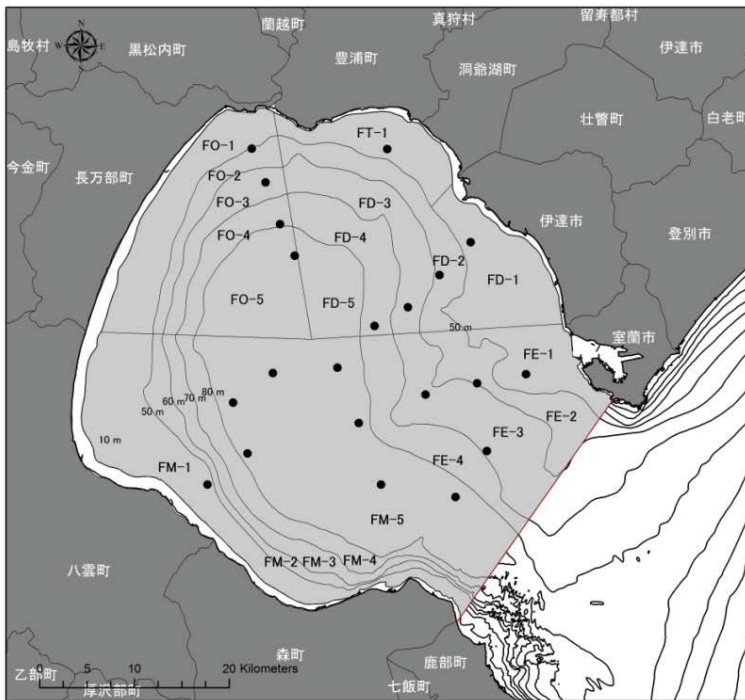 蘭越町
真狩村
留寿都村
島牧村
N
W
E
S
黒松内町
豊浦町
洞爺湖町
伊達市
壮瞥町
白老町
今金町
長万部町
FO-1
FT-1
FO-2
FO-3
FD-3
FO-4
FD-4
伊達市
登別市
FD-2
FD-1
FO-5
FD-5
50 m
室蘭市
FE-1
80 m
70 m
60 m
50 m
FE-2
10 m
FE-3
FM-1
FE-4
FM-5
FM-2
FM-3
FM-4
八雲町
森町
鹿部町
乙部町
厚沢部町
七飯町
0 5 10 20 Kilometers